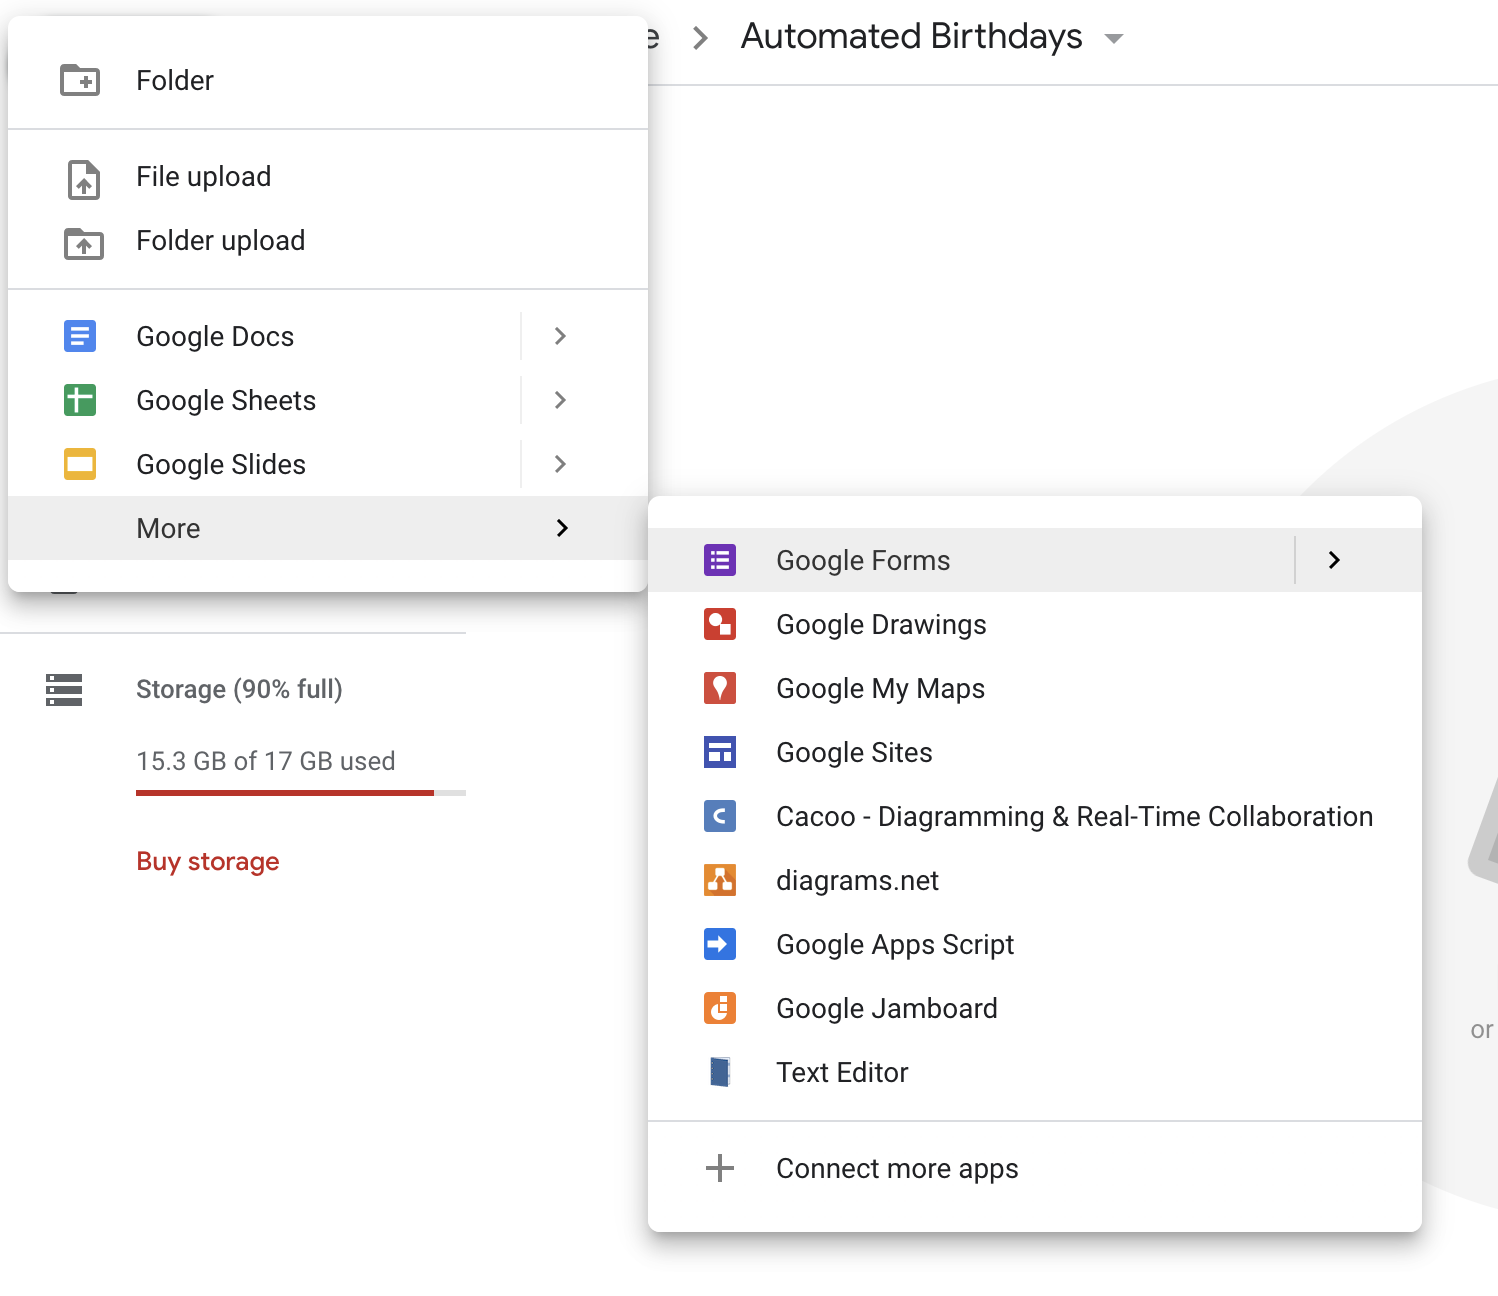 Automated Birthdays
Folder
File upload
Folder upload
Google Docs
Google Sheets
Google Slides
More
Google Forms
Google Drawings
Google My Maps
Google Sites
Cacoo - Diagramming & Real-Time Collaboration
diagrams.net
Google Apps Script
Google Jamboard
Text Editor
Connect more apps
Storage (90% full)
15.3 GB of 17 GB used
Buy storage
or